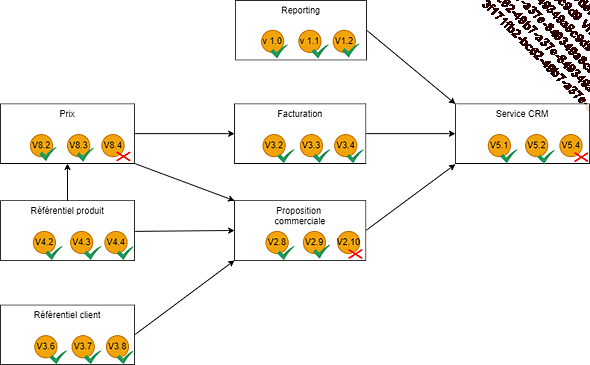 Reporting
v 1.0 v 1.1 V1.2
Prix
V8.2 V8.3 V8.4
Facturation
V3.2 V3.3 V3.4
Service CRM
V5.1 V5.2 V5.4
Référentiel produit
V4.2 V4.3 V4.4
Proposition
commerciale
V2.8 V2.9 V2.10
Référentiel client
V3.6 V3.7 V3.8